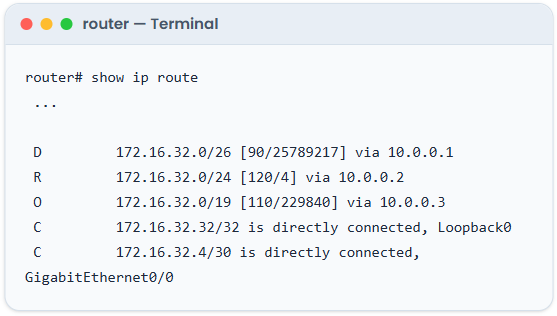 router — Terminal
router# show ip route
...
D 172.16.32.0/26 [90/25789217] via 10.0.0.1
R 172.16.32.0/24 [120/4] via 10.0.0.2
O 172.16.32.0/19 [110/229840] via 10.0.0.3
C 172.16.32.32/32 is directly connected, Loopback0
C 172.16.32.4/30 is directly connected,
GigabitEthernet0/0